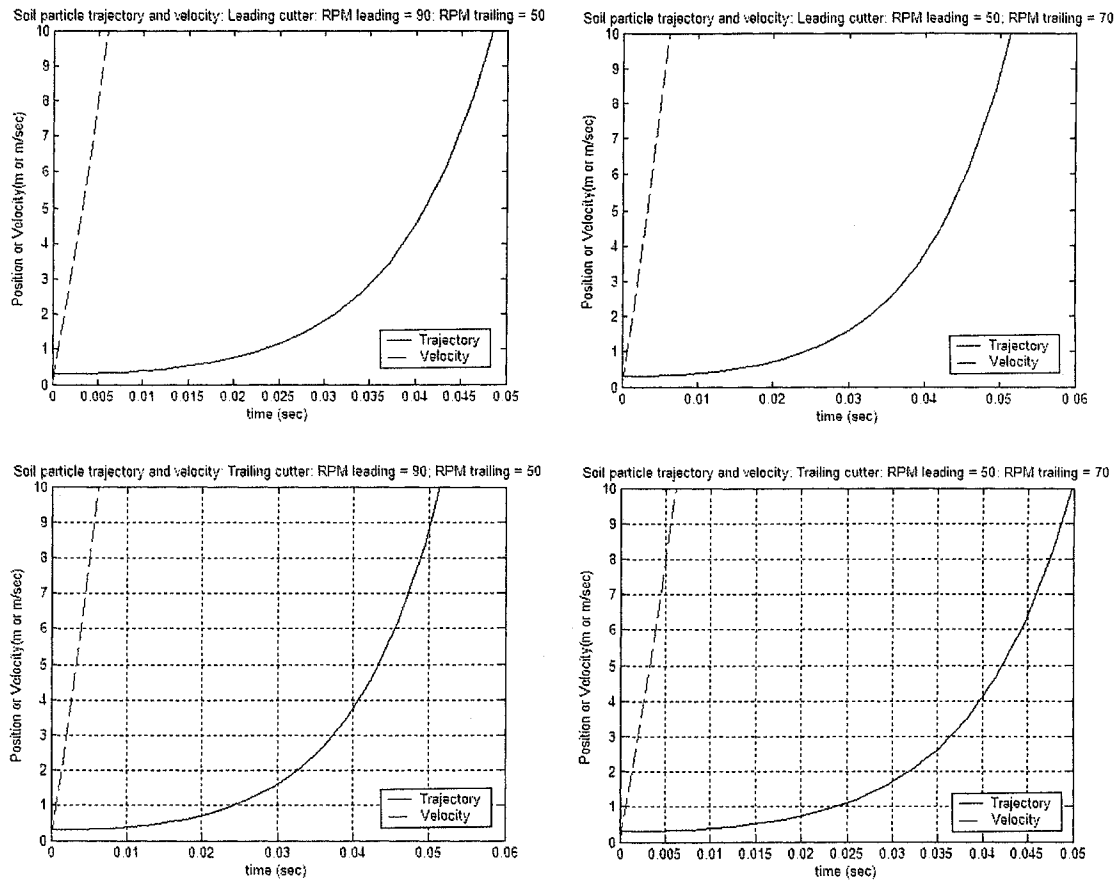 Soil particle trajectory and velocity: Leading cutter: RPM leading = 90; RPM trailing = 50
10
9
8
7
6
5
4
3
2
1
0
Position or Velocity(m or m/sec)
Trajectory
Velocity
0 0.005 0.01 0.015 0.02 0.025 0.03 0.035 0.04 0.045 0.05
time (sec)
Soil particle trajectory and velocity: Leading cutter: RPM leading = 50; RPM trailing = 70
10
9
8
7
6
5
4
3
2
1
0
Position or Velocity(m or m/sec)
Trajectory
Velocity
0 0.01 0.02 0.03 0.04 0.05 0.06
time (sec)
Soil particle trajectory and velocity: Trailing cutter: RPM leading = 90; RPM trailing = 50
10
9
8
7
6
5
4
3
2
1
0
Position or Velocity(m or m/sec)
Trajectory
Velocity
0 0.01 0.02 0.03 0.04 0.05 0.06
time (sec)
Soil particle trajectory and velocity: Trailing cutter: RPM leading = 50: RPM trailing = 70
10
9
8
7
6
5
4
3
2
1
0
Position or Velocity(m or m/sec)
Trajectory
Velocity
0 0.005 0.01 0.015 0.02 0.025 0.03 0.035 0.04 0.045 0.05
time (sec)